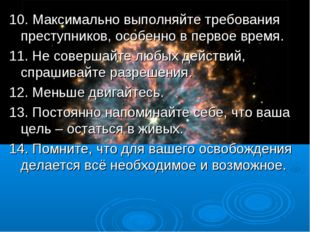 10. Максимально выполняйте требования
преступников, особенно в первое время.
11. Не совершайте любых действий,
спрашивайте разрешения.
12. Меньше двигайтесь.
13. Постоянно напоминайте себе, что ваша
цель – остаться в живых.
14. Помните, что для вашего освобождения
делается всё необходимое и возможное.